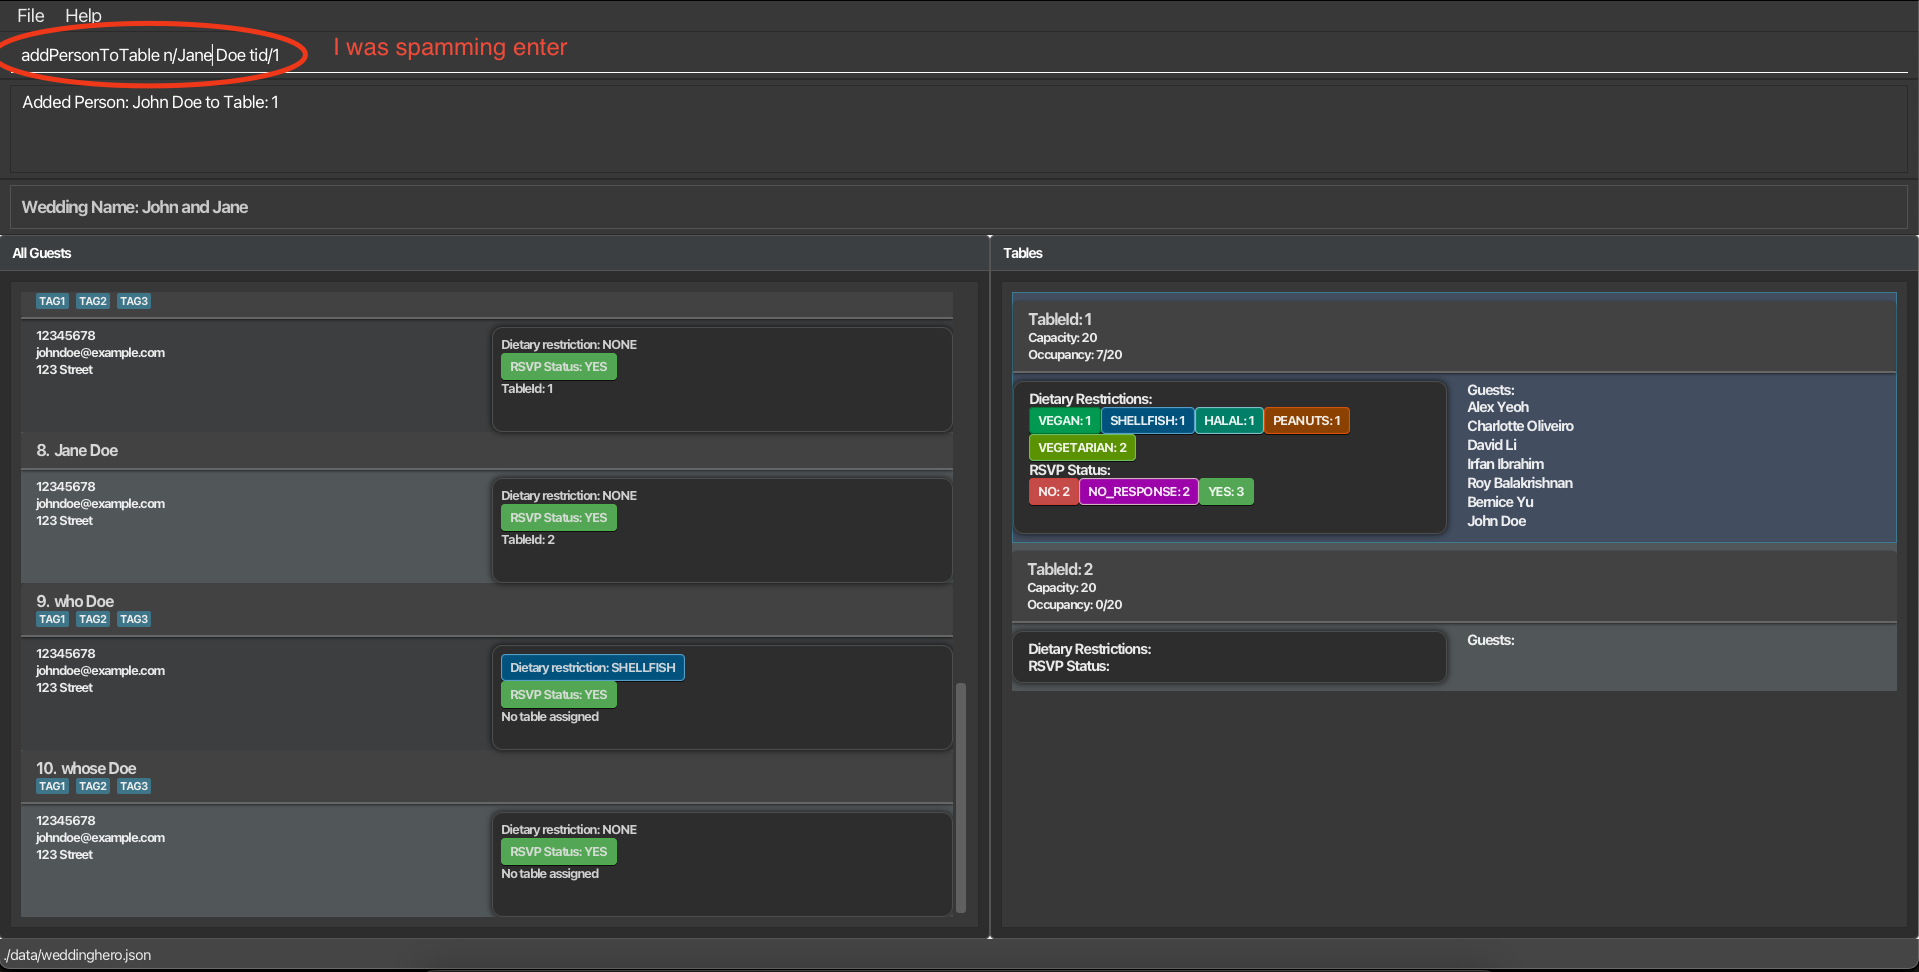 File Help
addPersonToTable n/Jane Doe tid/1
I was spamming enter
Added Person: John Doe to Table: 1
Wedding Name: John and Jane
All Guests
TAG1 TAG2 TAG3
12345678
johndoe@example.com
123 Street
Dietary restriction: NONE
RSVP Status: YES
TableId: 1
8. Jane Doe
12345678
johndoe@example.com
123 Street
Dietary restriction: NONE
RSVP Status: YES
TableId: 2
9. who Doe
TAG1 TAG2 TAG3
12345678
johndoe@example.com
123 Street
Dietary restriction: SHELLFISH
RSVP Status: YES
No table assigned
10. whose Doe
TAG1 TAG2 TAG3
12345678
johndoe@example.com
123 Street
Dietary restriction: NONE
RSVP Status: YES
No table assigned
Tables
TableId: 1
Capacity: 20
Occupancy: 7/20
Dietary Restrictions:
VEGAN: 1 SHELLFISH: 1 HALAL: 1 PEANUTS: 1
VEGETARIAN: 2
RSVP Status:
NO: 2 NO_RESPONSE: 2 YES: 3
Guests:
Alex Yeoh
Charlotte Oliveiro
David Li
Irfan Ibrahim
Roy Balakrishnan
Bernice Yu
John Doe
TableId: 2
Capacity: 20
Occupancy: 0/20
Dietary Restrictions:
RSVP Status:
Guests:
./data/weddinghero.json